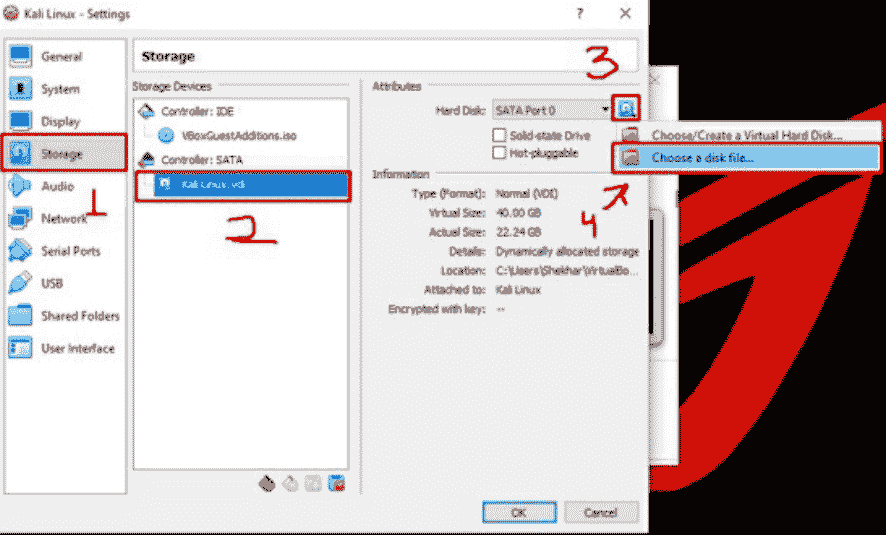 Kali Linux - Settings
? ×
General
System
Display
Storage
Audio
Network
Serial Ports
USB
Shared Folders
User Interface
1
Storage
Storage Devices
Controller: IDE
VBoxGuestAdditions.iso
Controller: SATA
Kali Linux.vdi
2
3
Attributes
Hard Disk: SATA Port 0
Solid-state Drive
Hot-pluggable
Choose/Create a Virtual Hard Disk...
Choose a disk file...
4
Information
Type (Format): Normal (VDI)
Virtual Size: 40.00 GB
Actual Size: 22.24 GB
Details: Dynamically allocated storage
Location: C:\Users\Shekhar\VirtualBo...
Attached to: Kali Linux
Encrypted with key: --
OK
Cancel